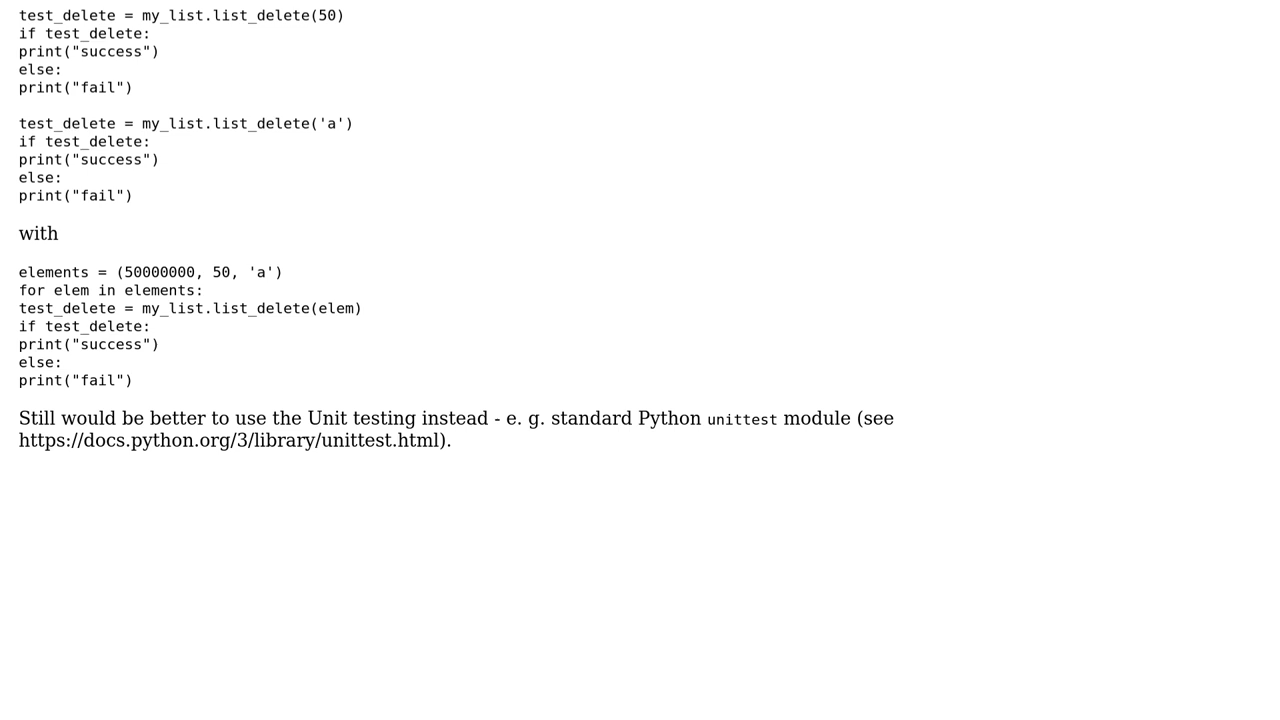 test_delete = my_list.list_delete(50)
if test_delete:
print("success")
else:
print("fail")

test_delete = my_list.list_delete('a')
if test_delete:
print("success")
else:
print("fail")

with

elements = (50000000, 50, 'a')
for elem in elements:
test_delete = my_list.list_delete(elem)
if test_delete:
print("success")
else:
print("fail")

Still would be better to use the Unit testing instead - e. g. standard Python unittest module (see
https://docs.python.org/3/library/unittest.html).